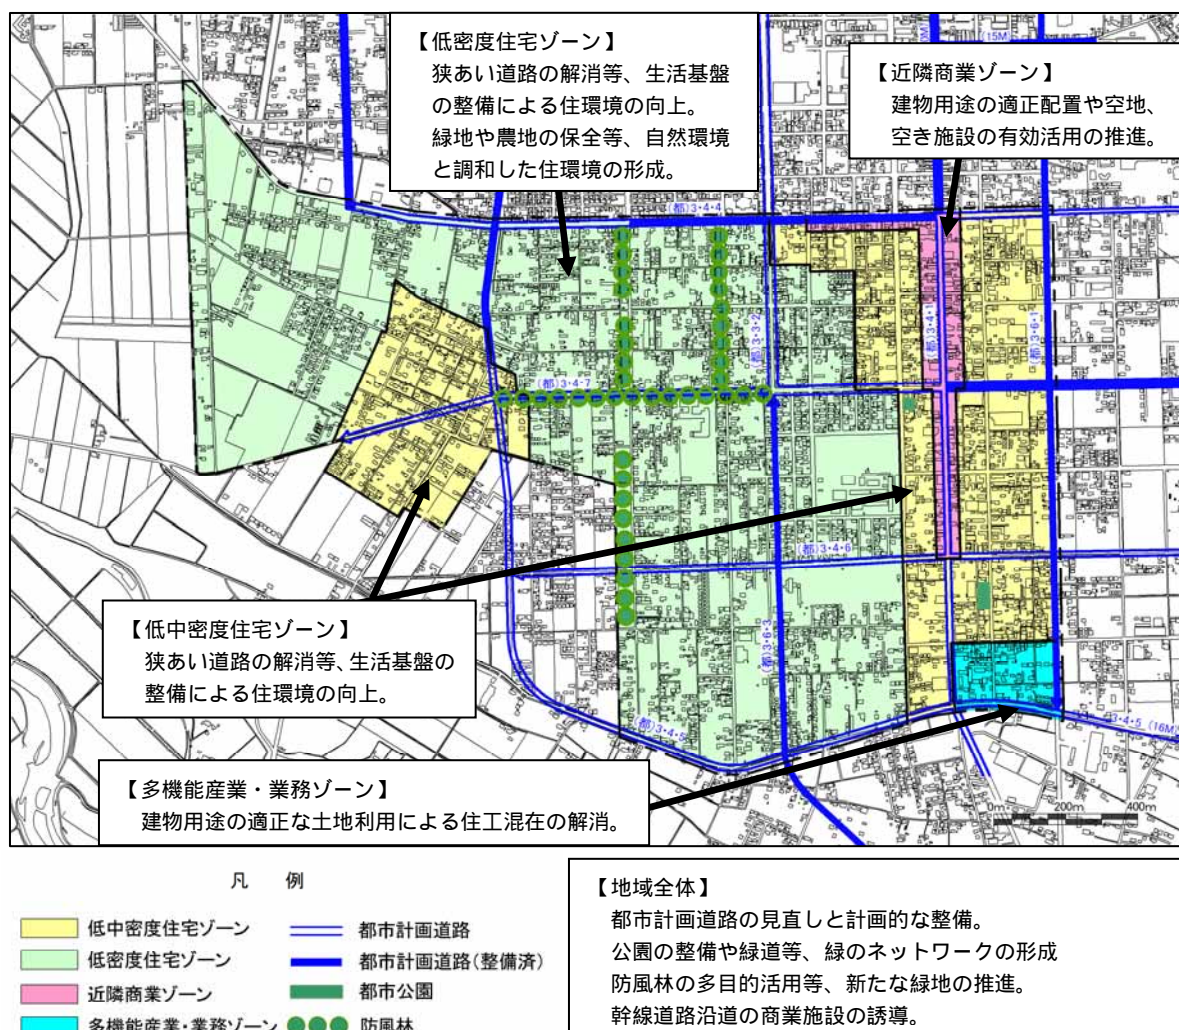 【低密度住宅ゾーン】
狭あい道路の解消等、生活基盤
の整備による住環境の向上。
緑地や農地の保全等、自然環境
と調和した住環境の形成。
(15M)
【近隣商業ゾーン】
建物用途の適正配置や空地、
空き施設の有効活用の推進。
(都)3・4・4
(都)3・4・1
(都)3・6・1
(都)3・3・2
(都)3・4・7
(都)3・4・6
(都)3・6・3
(都)3・4・5
3・4・5 (16M)
【低中密度住宅ゾーン】
狭あい道路の解消等、生活基盤の
整備による住環境の向上。
【多機能産業・業務ゾーン】
建物用途の適正な土地利用による住工混在の解消。
0m 200m 400m
凡 例
低中密度住宅ゾーン
低密度住宅ゾーン
近隣商業ゾーン
多機能産業・業務ゾーン
都市計画道路
都市計画道路(整備済)
都市公園
防風林
【地域全体】
都市計画道路の見直しと計画的な整備。
公園の整備や緑道等、緑のネットワークの形成
防風林の多目的活用等、新たな緑地の推進。
幹線道路沿道の商業施設の誘導。